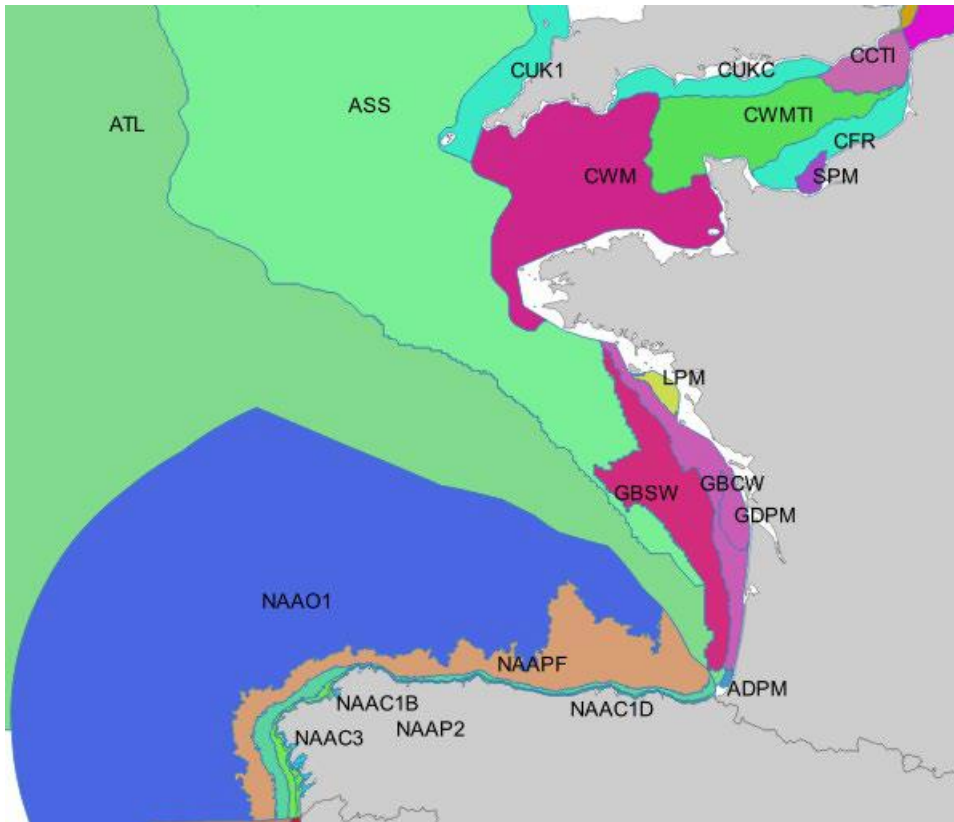 CCTI
CUK1
CUKC
ASS
ATL
CWMTI
CFR
CWM
SPM
LPM
GBSW
GBCW
GDPM
NAAO1
NAAPF
ADPM
NAAC1B
NAAC1D
NAAP2
NAAC3